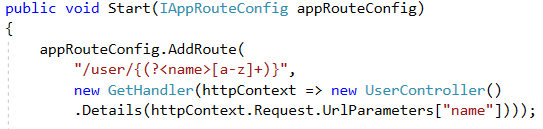 public void Start(IAppRouteConfig appRouteConfig)
{
appRouteConfig.AddRoute(
"/user/{(?<name>[a-z]+)}",
new GetHandler(httpContext => new UserController()
.Details(httpContext.Request.UrlParameters["name"])));